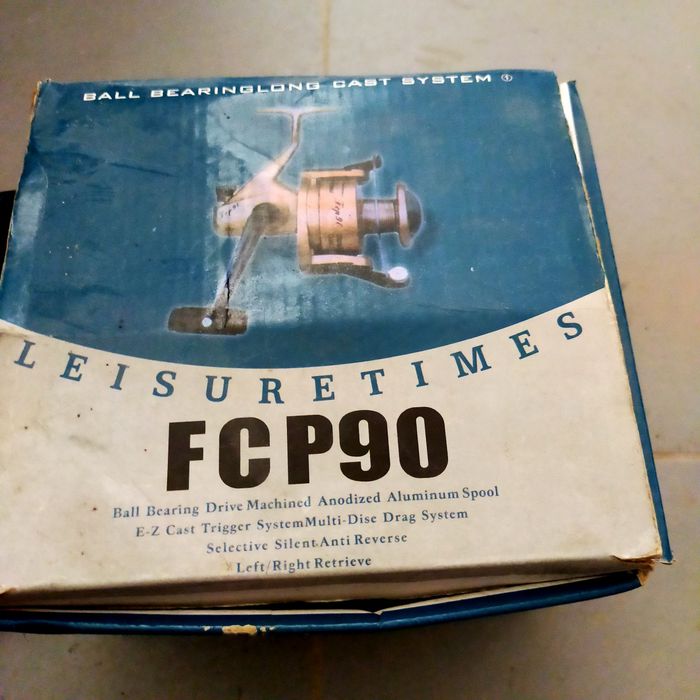 BALL BEARINGLONG CAST SYSTEM
LEISURETIMES
FCP90
Ball Bearing Drive Machined Anodized Aluminum Spool
E-Z Cast Trigger SystemMulti-Dise Drag System
Selective Silent.Anti Reverse
Left/Right Retrieve